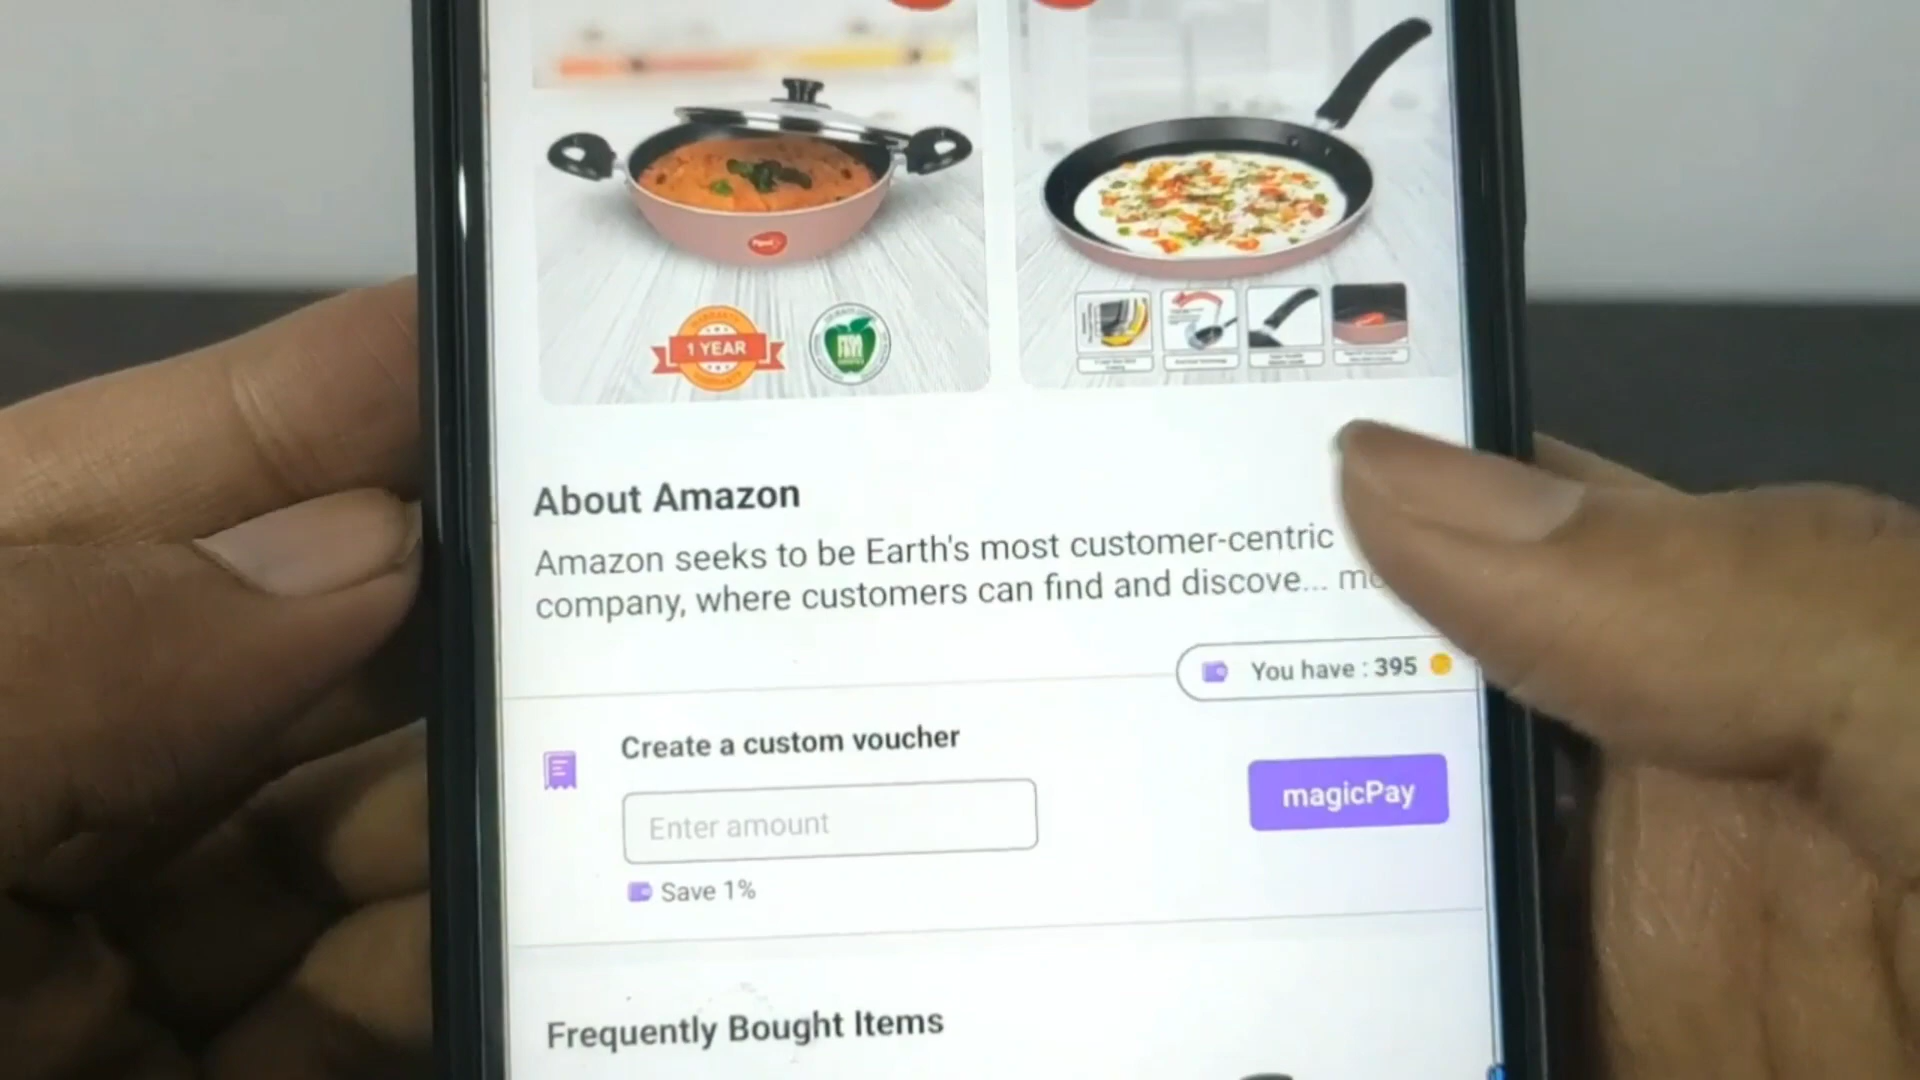 1 YEAR
About Amazon
Amazon seeks to be Earth's most customer-centric
company, where customers can find and discove...
You have : 395
Create a custom voucher
Enter amount
magicPay
Save 1%
Frequently Bought Items